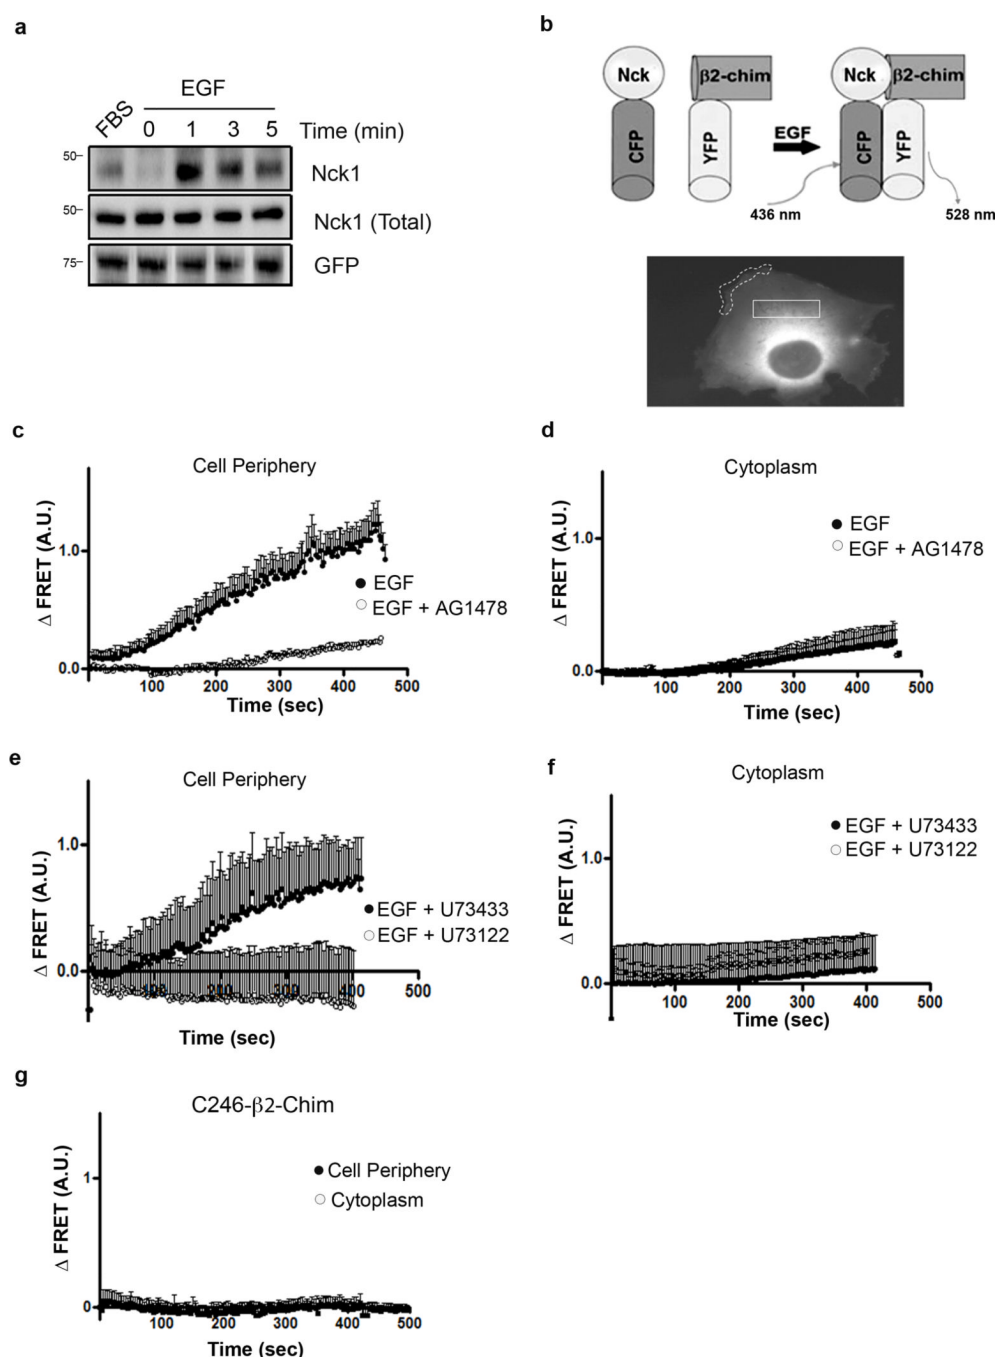 a
EGF
FBS 0 1 3 5 Time (min)
50 Nck1
50 Nck1 (Total)
75 GFP
b
Nck β2-chim Nck β2-chim
CFP YFP EGF CFP YFP
436 nm 528 nm
c
Cell Periphery
Δ FRET (A.U.)
1.0
0.0
EGF
EGF + AG1478
100 200 300 400 500
Time (sec)
d
Cytoplasm
Δ FRET (A.U.)
1.0
0.0
EGF
EGF + AG1478
100 200 300 400 500
Time (sec)
e
Cell Periphery
Δ FRET (A.U.)
1.0
0.0
EGF + U73433
EGF + U73122
100 200 300 400 500
Time (sec)
f
Cytoplasm
Δ FRET (A.U.)
1.0
0.0
EGF + U73433
EGF + U73122
100 200 300 400 500
Time (sec)
g
C246-β2-Chim
Δ FRET (A.U.)
1
0
Cell Periphery
Cytoplasm
100 200 300 400 500
Time (sec)